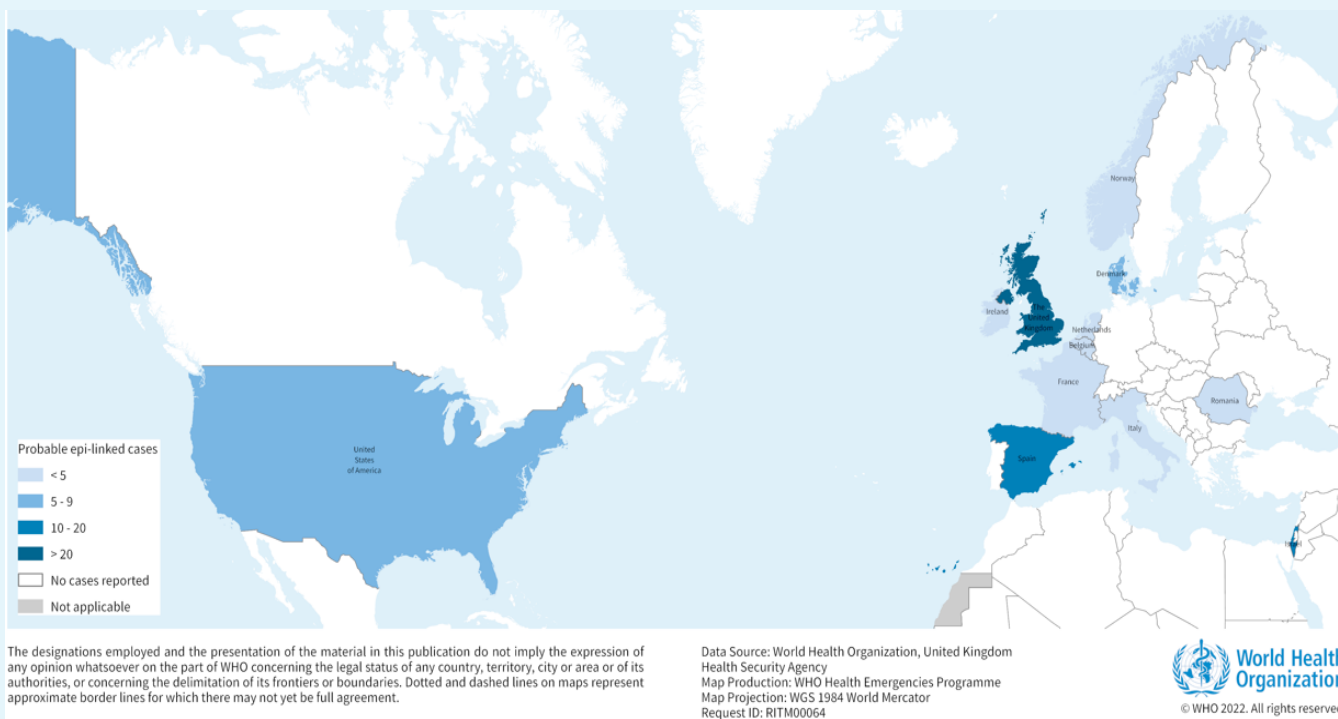 Norway
Denmark
Ireland
The
United
Kingdom
Netherlands
Belgium
France
Romania
Italy
Spain
Israel
United
States
of America
Probable epi-linked cases
< 5
5 - 9
10 - 20
> 20
No cases reported
Not applicable
The designations employed and the presentation of the material in this publication do not imply the expression of
any opinion whatsoever on the part of WHO concerning the legal status of any country, territory, city or area or of its
authorities, or concerning the delimitation of its frontiers or boundaries. Dotted and dashed lines on maps represent
approximate border lines for which there may not yet be full agreement.
Data Source: World Health Organization, United Kingdom
Health Security Agency
Map Production: WHO Health Emergencies Programme
Map Projection: WGS 1984 World Mercator
Request ID: RITM00064
World Health
Organization
© WHO 2022. All rights reserved